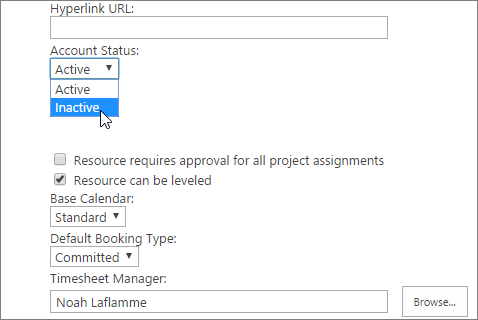 Hyperlink URL:
Account Status:
Active
Active
Inactive
Resource requires approval for all project assignments
Resource can be leveled
Base Calendar:
Standard
Default Booking Type:
Committed
Timesheet Manager:
Noah Laflamme
Browse...